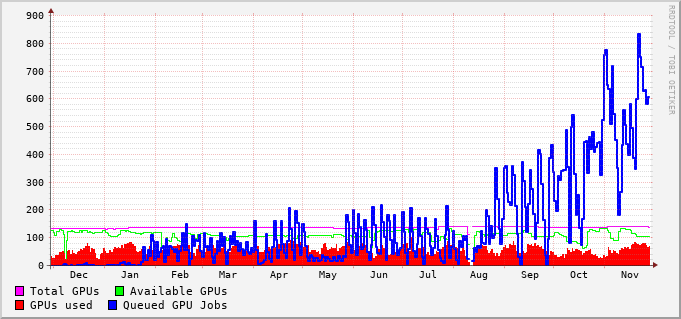 900
800
700
600
500
400
300
200
100
0
Dec Jan Feb Mar Apr May Jun Jul Aug Sep Oct Nov
Total GPUs Available GPUs
GPUs used Queued GPU Jobs
RRDTOOL / TOBI OETIKER